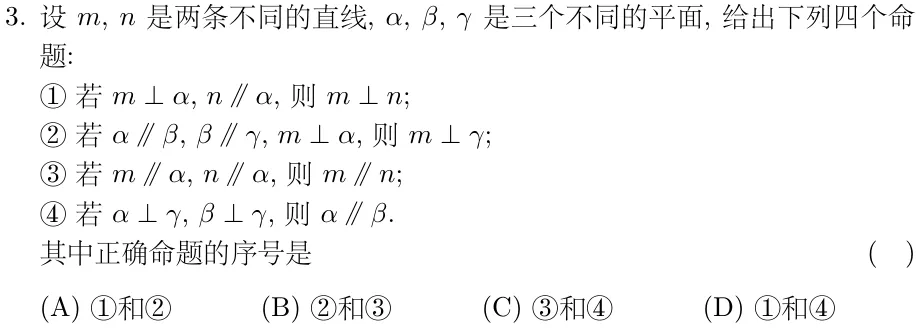 3. 设 m, n 是两条不同的直线, α, β, γ 是三个不同的平面, 给出下列四个命
题:
① 若 m ⊥ α, n ∥ α, 则 m ⊥ n;
② 若 α ∥ β, β ∥ γ, m ⊥ α, 则 m ⊥ γ;
③ 若 m ∥ α, n ∥ α, 则 m ∥ n;
④ 若 α ⊥ γ, β ⊥ γ, 则 α ∥ β.
其中正确命题的序号是 ( )
(A) ①和② (B) ②和③ (C) ③和④ (D) ①和④